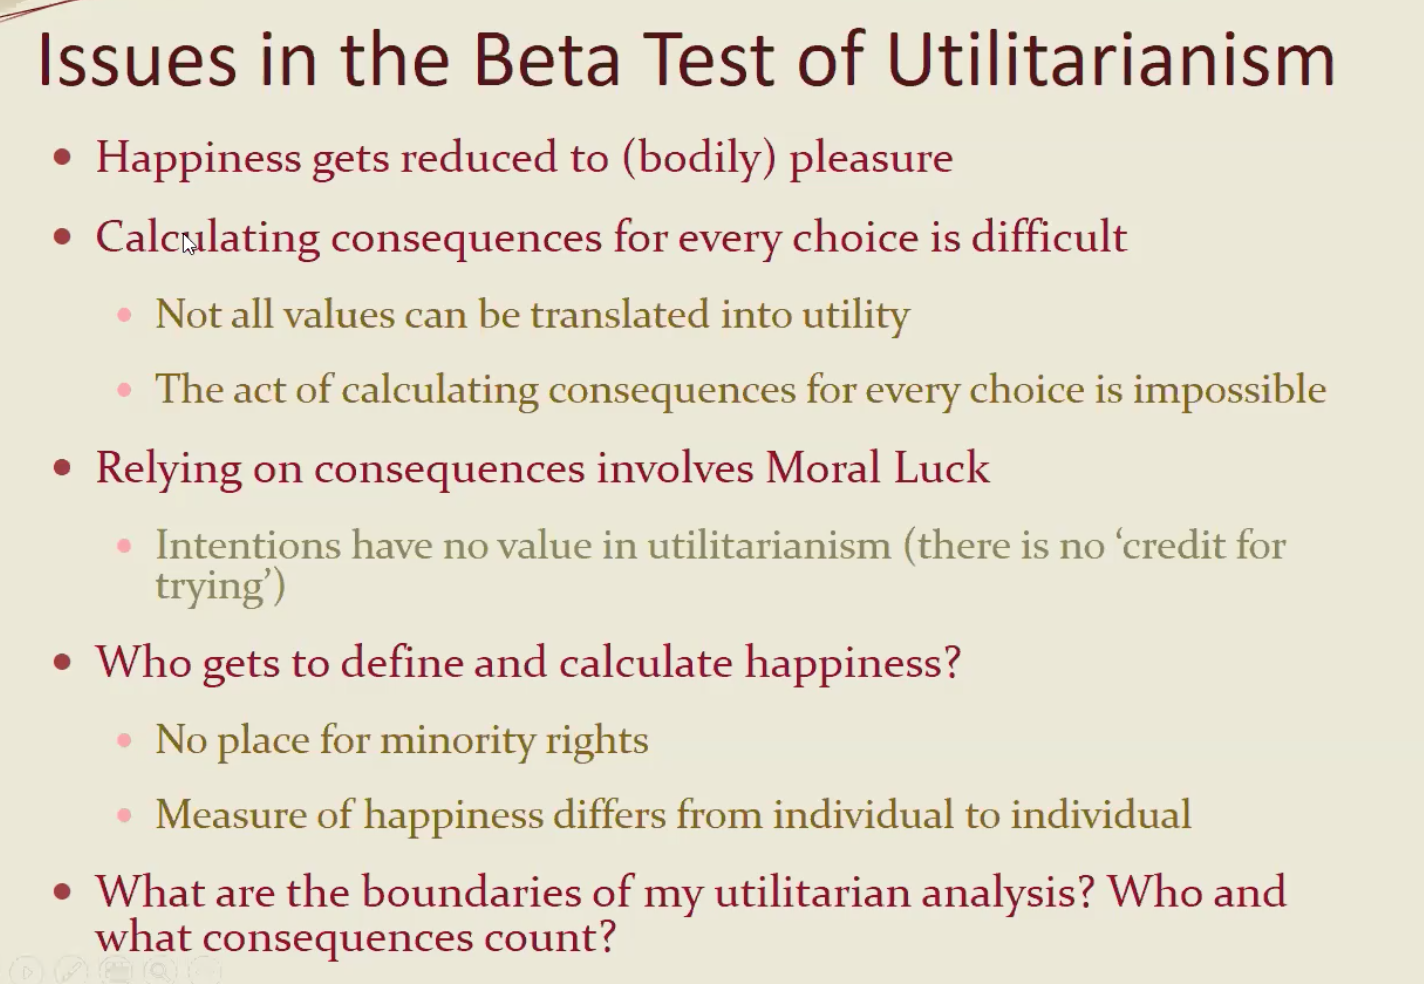 Issues in the Beta Test of Utilitarianism
• Happiness gets reduced to (bodily) pleasure
• Calculating consequences for every choice is difficult
• Not all values can be translated into utility
• The act of calculating consequences for every choice is impossible
• Relying on consequences involves Moral Luck
• Intentions have no value in utilitarianism (there is no ‘credit for
trying’)
• Who gets to define and calculate happiness?
• No place for minority rights
• Measure of happiness differs from individual to individual
• What are the boundaries of my utilitarian analysis? Who and
what consequences count?